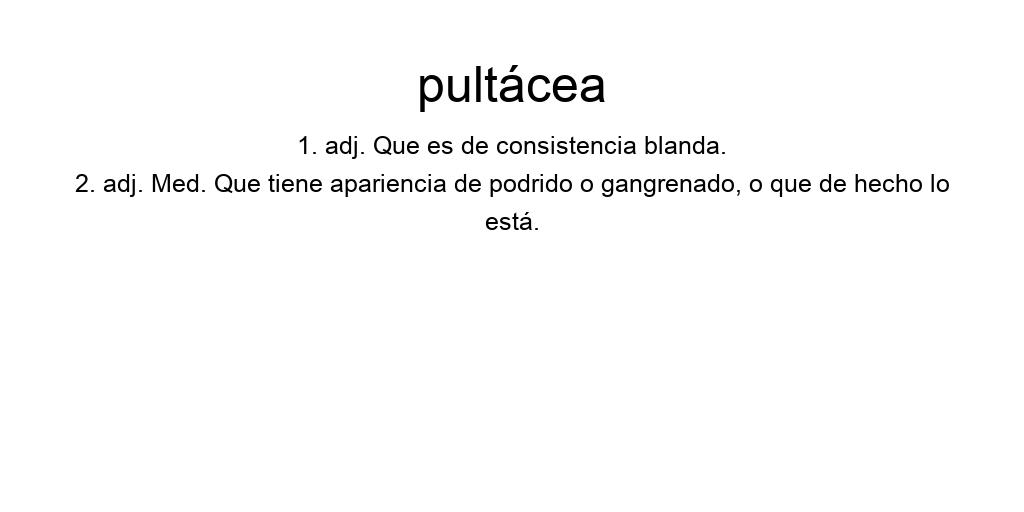 pultácea
1. adj. Que es de consistencia blanda.
2. adj. Med. Que tiene apariencia de podrido o gangrenado, o que de hecho lo
está.